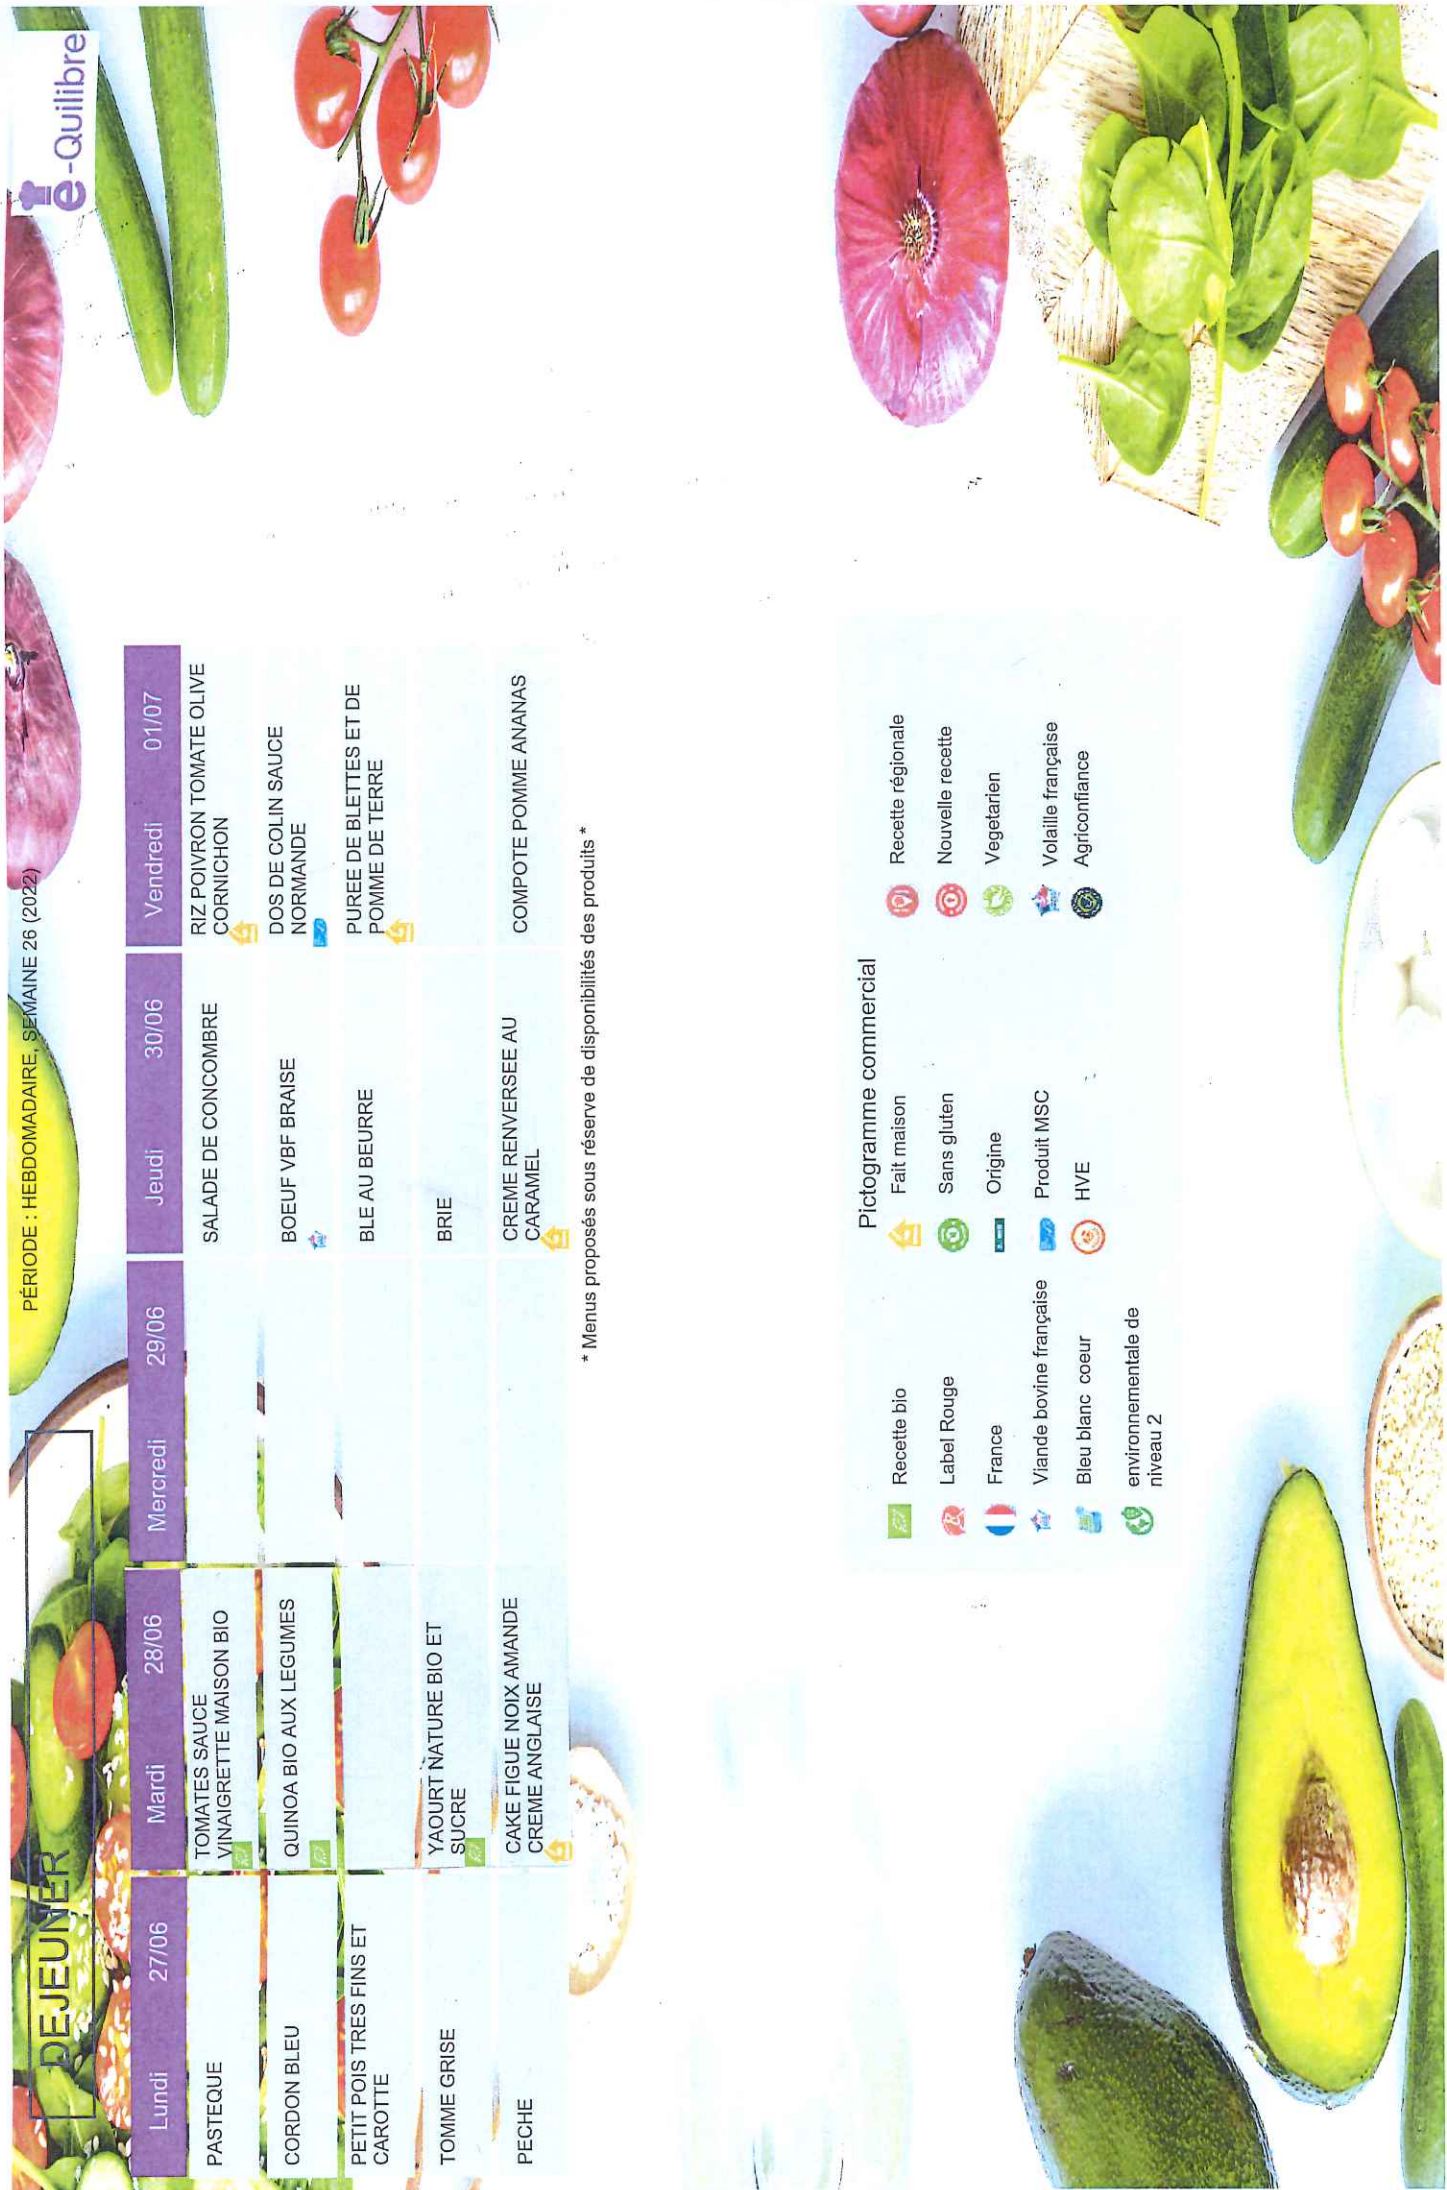 e-Quilibre
DEJEUNER
PÉRIODE : HEBDOMADAIRE, SEMAINE 26 (2022)
Lundi 27/06
Mardi 28/06
Mercredi 29/06
Jeudi 30/06
Vendredi 01/07
PASTEQUE
TOMATES SAUCE
VINAIGRETTE MAISON BIO
SALADE DE CONCOMBRE
RIZ POIVRON TOMATE OLIVE
CORNICHON
CORDON BLEU
QUINOA BIO AUX LEGUMES
BOEUF VBF BRAISE
DOS DE COLIN SAUCE
NORMANDE
PETIT POIS TRES FINS ET
CAROTTE
BLE AU BEURRE
PUREE DE BLETTES ET DE
POMME DE TERRE
TOMME GRISE
YAOURT NATURE BIO ET
SUCRE
BRIE
PECHE
CAKE FIGUE NOIX AMANDE
CREME ANGLAISE
CREME RENVERSEE AU
CARAMEL
COMPOTE POMME ANANAS
* Menus proposés sous réserve de disponibilités des produits *
Pictogramme commercial
Recette bio
Fait maison
Recette régionale
Label Rouge
Sans gluten
Nouvelle recette
France
Origine
Vegetarien
Viande bovine française
Produit MSC
Volaille française
Bleu blanc coeur
HVE
Agriconfiance
environnementale de
niveau 2